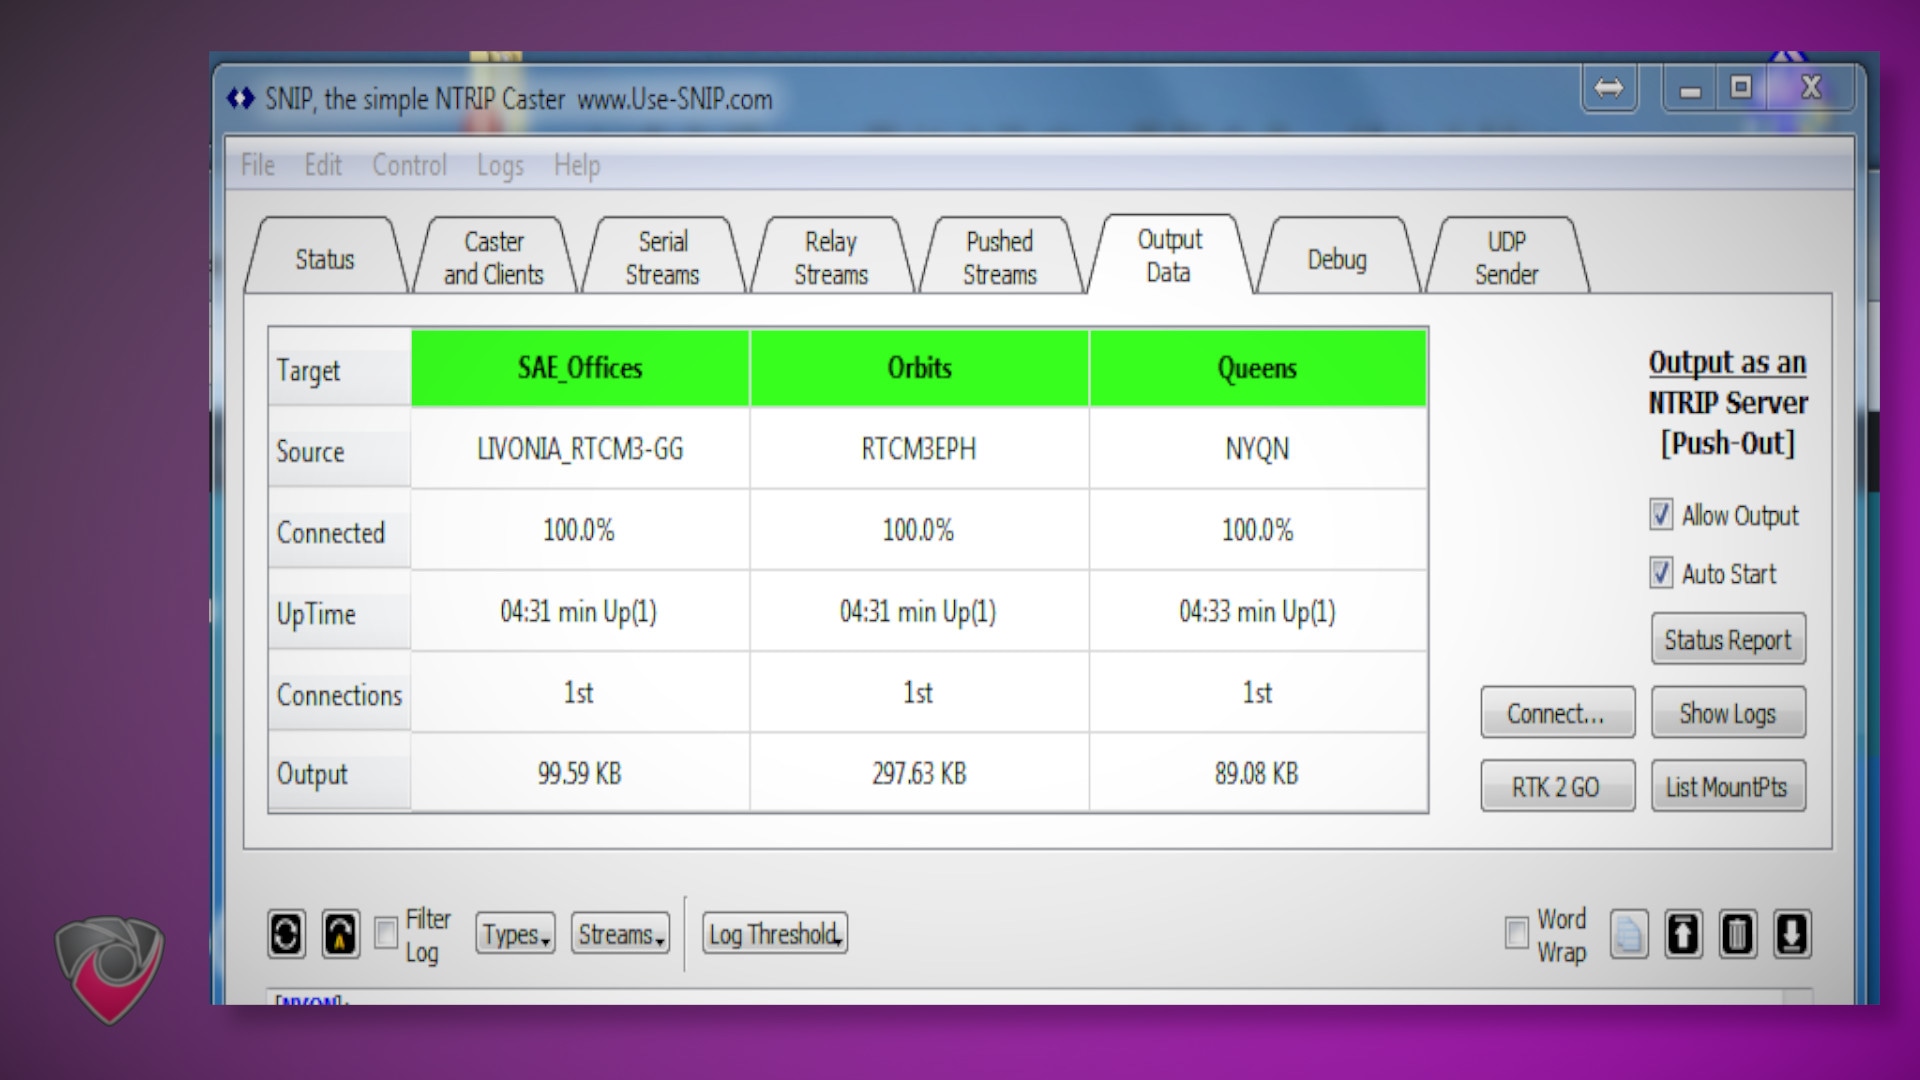 SNIP, the simple NTRIP Caster www.Use-SNIP.com
File Edit Control Logs Help
Status
Caster
and Clients
Serial
Streams
Relay
Streams
Pushed
Streams
Output
Data
Debug
UDP
Sender
Target SAE_Offices Orbits Queens
Source LIVONIA_RTCM3-GG RTCM3EPH NYQN
Connected 100.0% 100.0% 100.0%
UpTime 04:31 min Up(1) 04:31 min Up(1) 04:33 min Up(1)
Connections 1st 1st 1st
Output 99.59 KB 297.63 KB 89.08 KB
Output as an
NTRIP Server
[Push-Out]
Allow Output
Auto Start
Status Report
Connect... Show Logs
RTK 2 GO List MountPts
Filter
Log
Types
Streams
Log Threshold
Word
Wrap
[NYQN]: